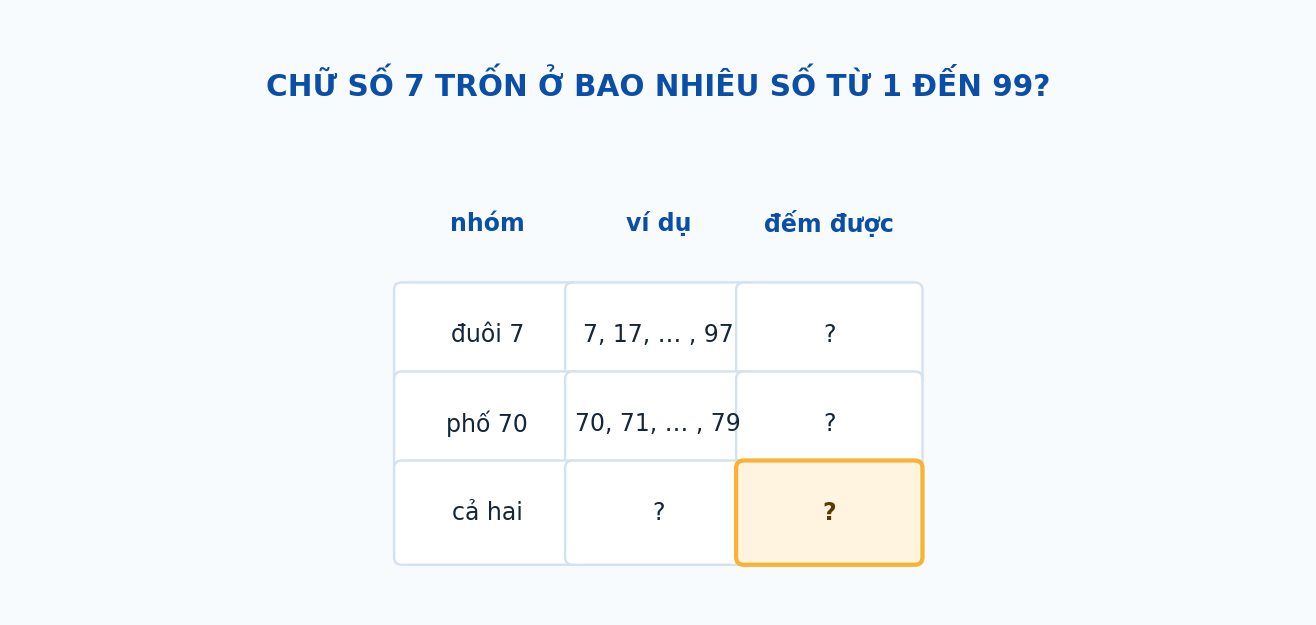 CHỮ SỐ 7 TRỐN Ở BAO NHIÊU SỐ TỪ 1 ĐẾN 99?
nhóm ví dụ đếm được
đuôi 7 7, 17, … , 97 ?
phố 70 70, 71, … , 79 ?
cả hai ? ?